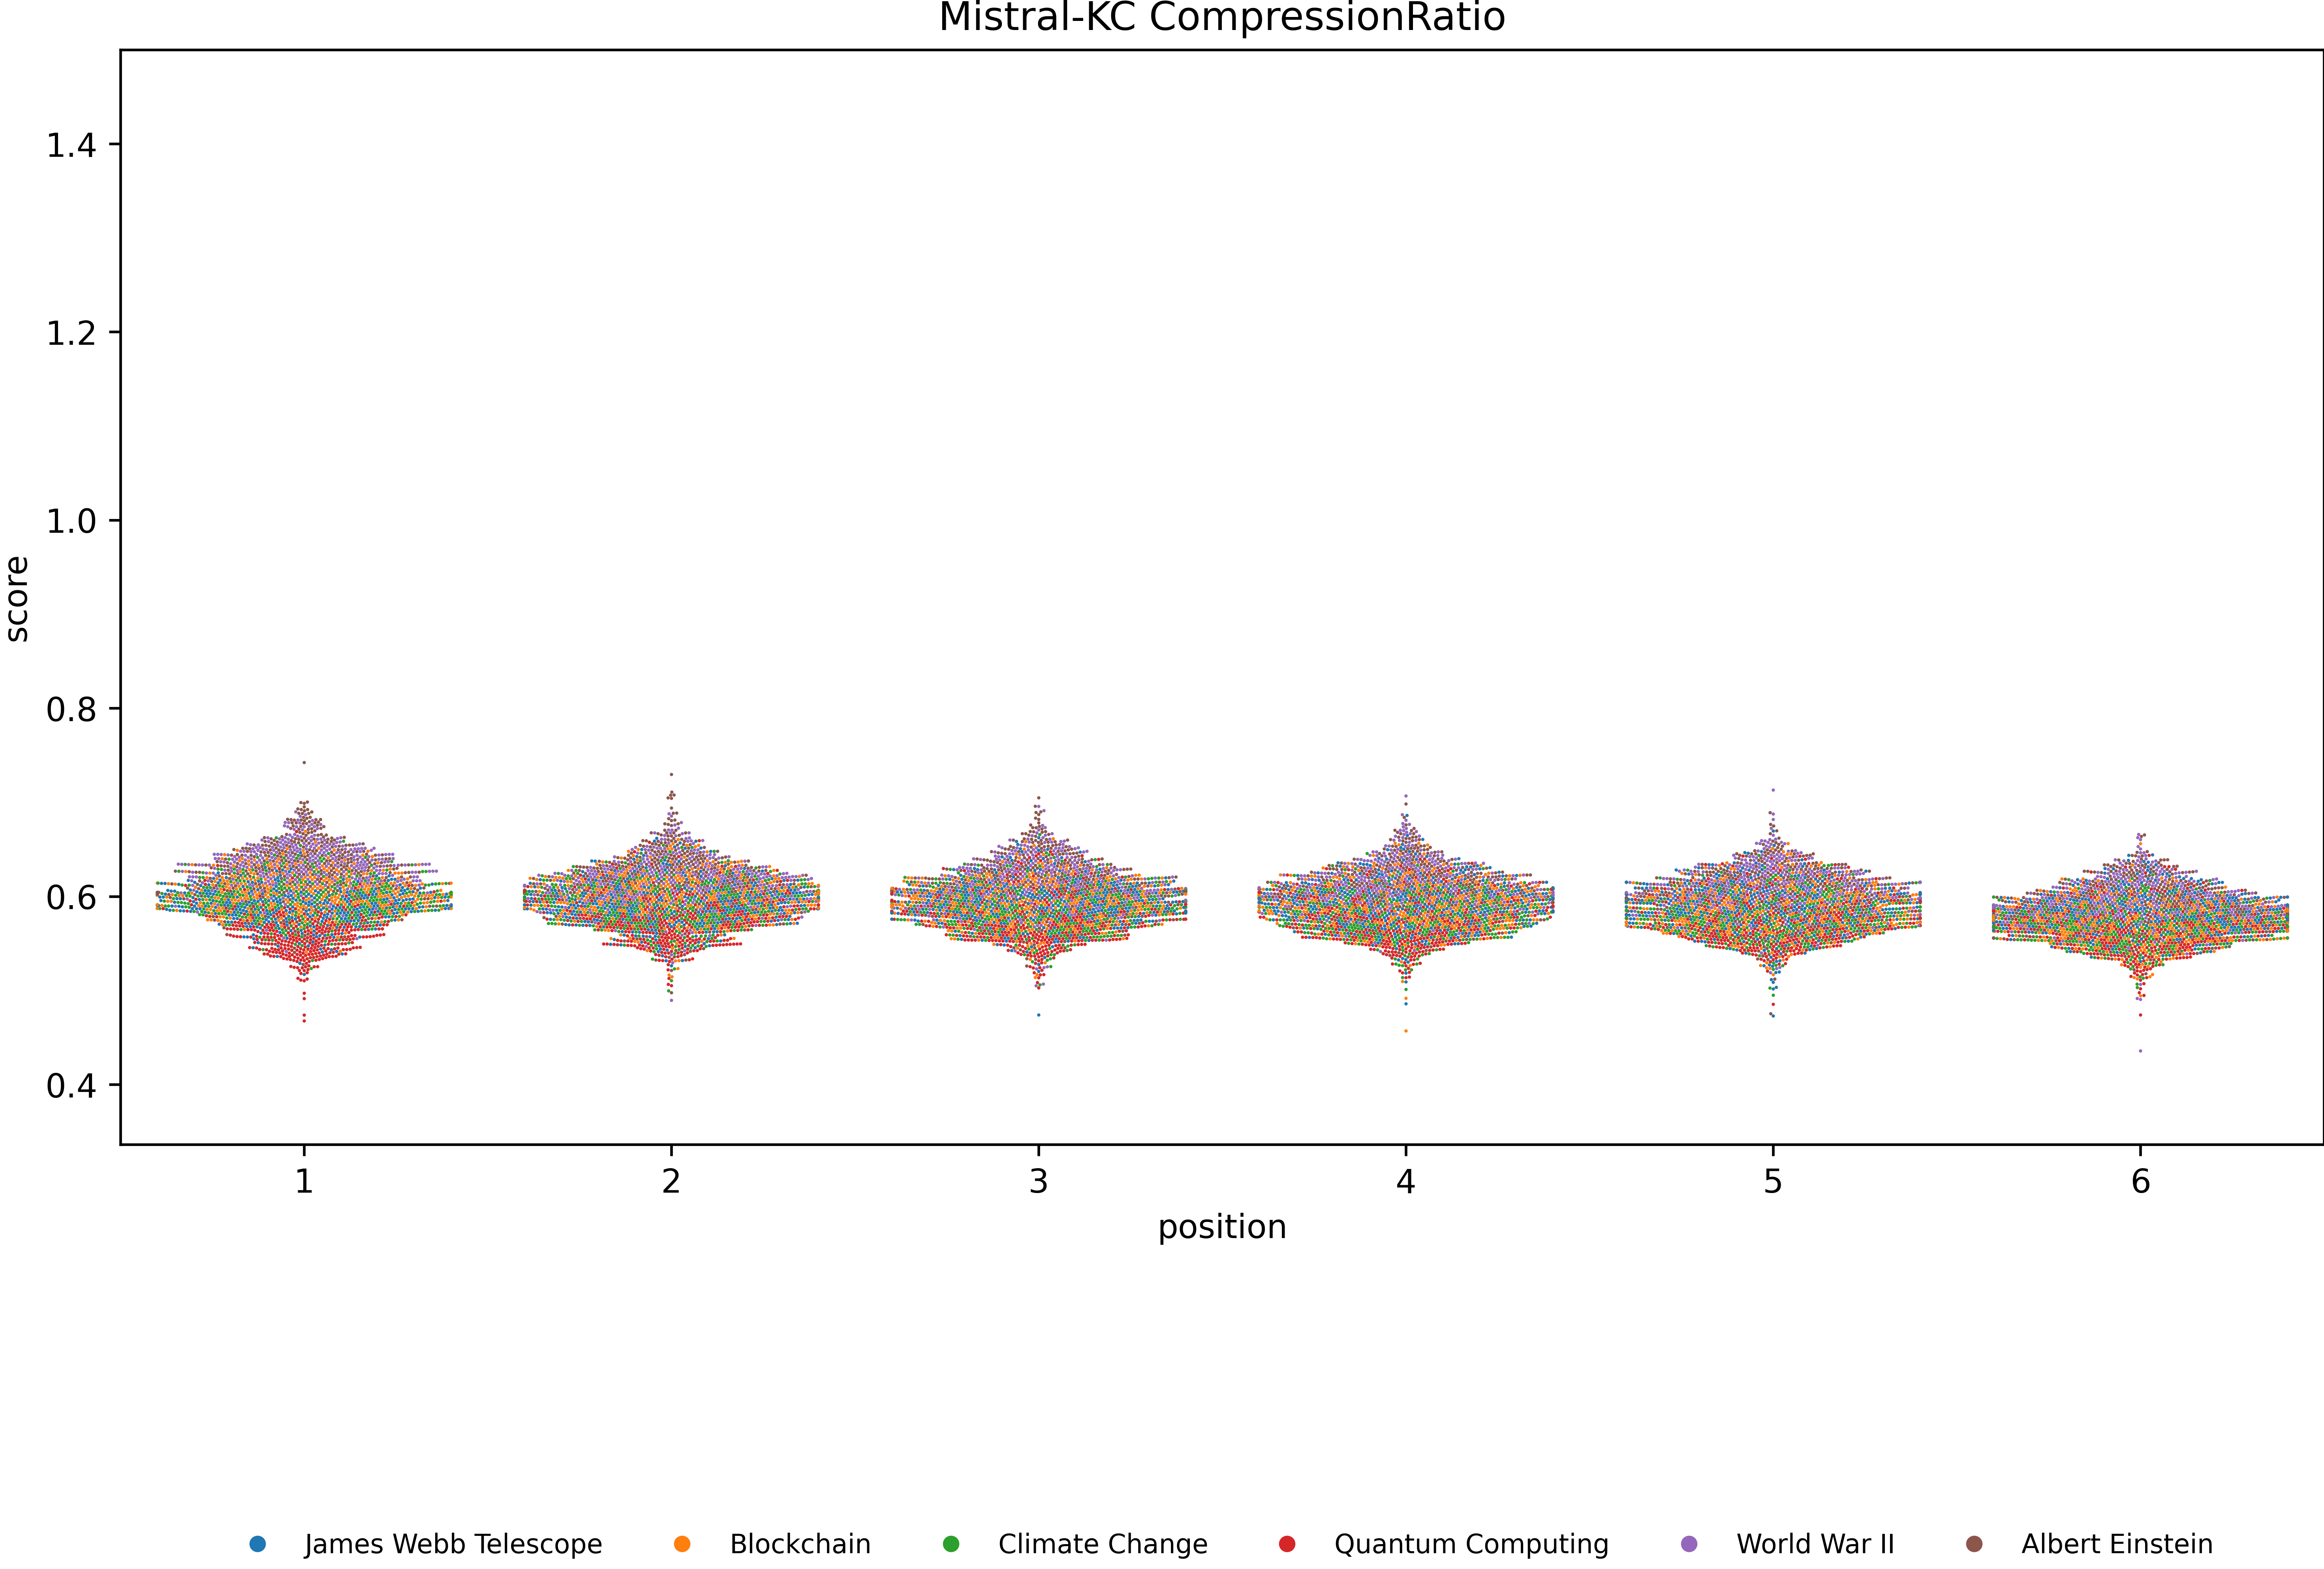 Mistral-KC CompressionRatio
1.4
1.2
1.0
0.8
0.6
0.4
score
1 2 3 4 5 6
position
James Webb Telescope Blockchain Climate Change Quantum Computing World War II Albert Einstein